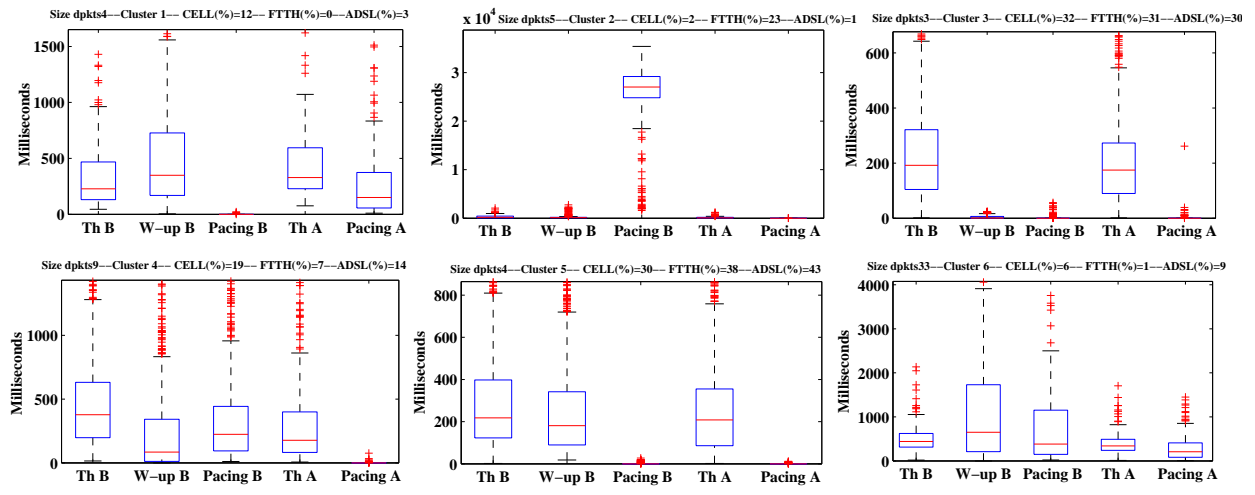 Size dpkts4−−Cluster 1−− CELL(%)=12−− FTTH(%)=0−−ADSL(%)=3
1500
1000
500
0
Milliseconds
Th B W−up B Pacing B Th A Pacing A
x 10⁴ Size dpkts5−−Cluster 2−− CELL(%)=2−− FTTH(%)=23−−ADSL(%)=1
3
2
1
0
Milliseconds
Th B W−up B Pacing B Th A Pacing A
Size dpkts3−−Cluster 3−− CELL(%)=32−− FTTH(%)=31−−ADSL(%)=30
600
400
200
0
Milliseconds
Th B W−up B Pacing B Th A Pacing A
Size dpkts9−−Cluster 4−− CELL(%)=19−− FTTH(%)=7−−ADSL(%)=14
1000
500
0
Milliseconds
Th B W−up B Pacing B Th A Pacing A
Size dpkts4−−Cluster 5−− CELL(%)=30−− FTTH(%)=38−−ADSL(%)=43
800
600
400
200
0
Milliseconds
Th B W−up B Pacing B Th A Pacing A
Size dpkts33−−Cluster 6−− CELL(%)=6−− FTTH(%)=1−−ADSL(%)=9
4000
3000
2000
1000
0
Milliseconds
Th B W−up B Pacing B Th A Pacing A